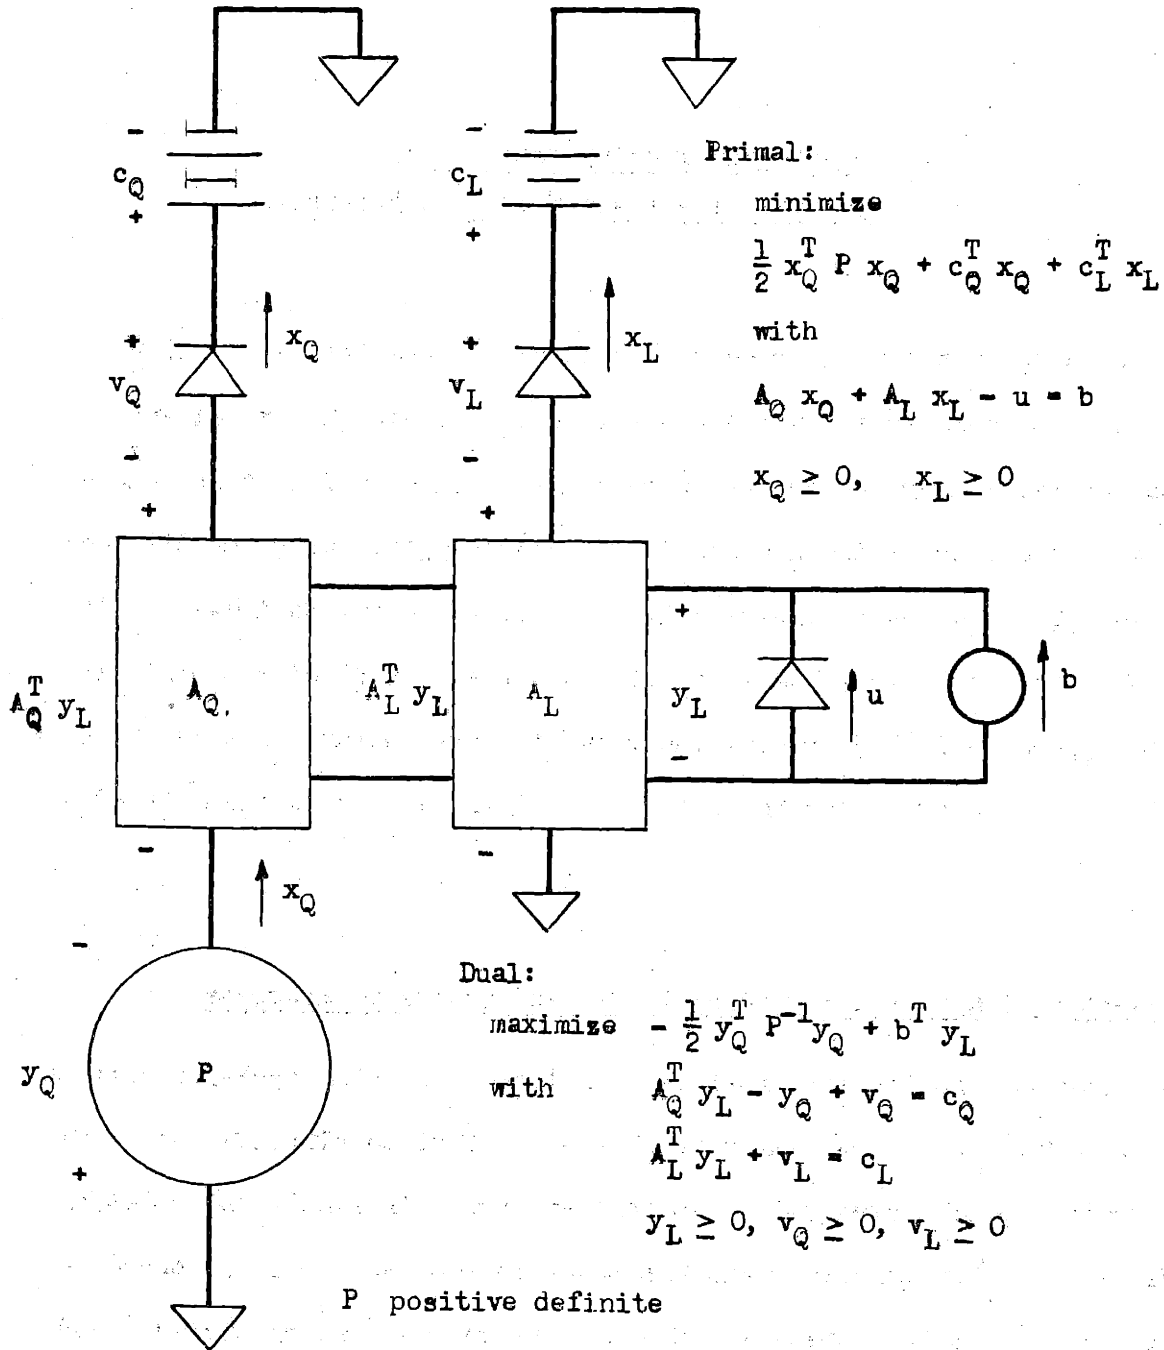 -
c_Q
+
-
c_L
+
Primal:
minimize
1/2 x_Q^T P x_Q + c_Q^T x_Q + c_L^T x_L
with
A_Q x_Q + A_L x_L - u = b
x_Q ≥ 0, x_L ≥ 0
+
v_Q
-
x_Q
+
v_L
-
x_L
+
+
A_Q^T y_L
A_Q
A_L^T y_L
A_L
+
y_L
-
u
b
-
-
x_Q
-
y_Q
+
P
Dual:
maximize - 1/2 y_Q^T P^-1 y_Q + b^T y_L
with A_Q^T y_L - y_Q + v_Q = c_Q
A_L^T y_L + v_L = c_L
y_L ≥ 0, v_Q ≥ 0, v_L ≥ 0
P positive definite